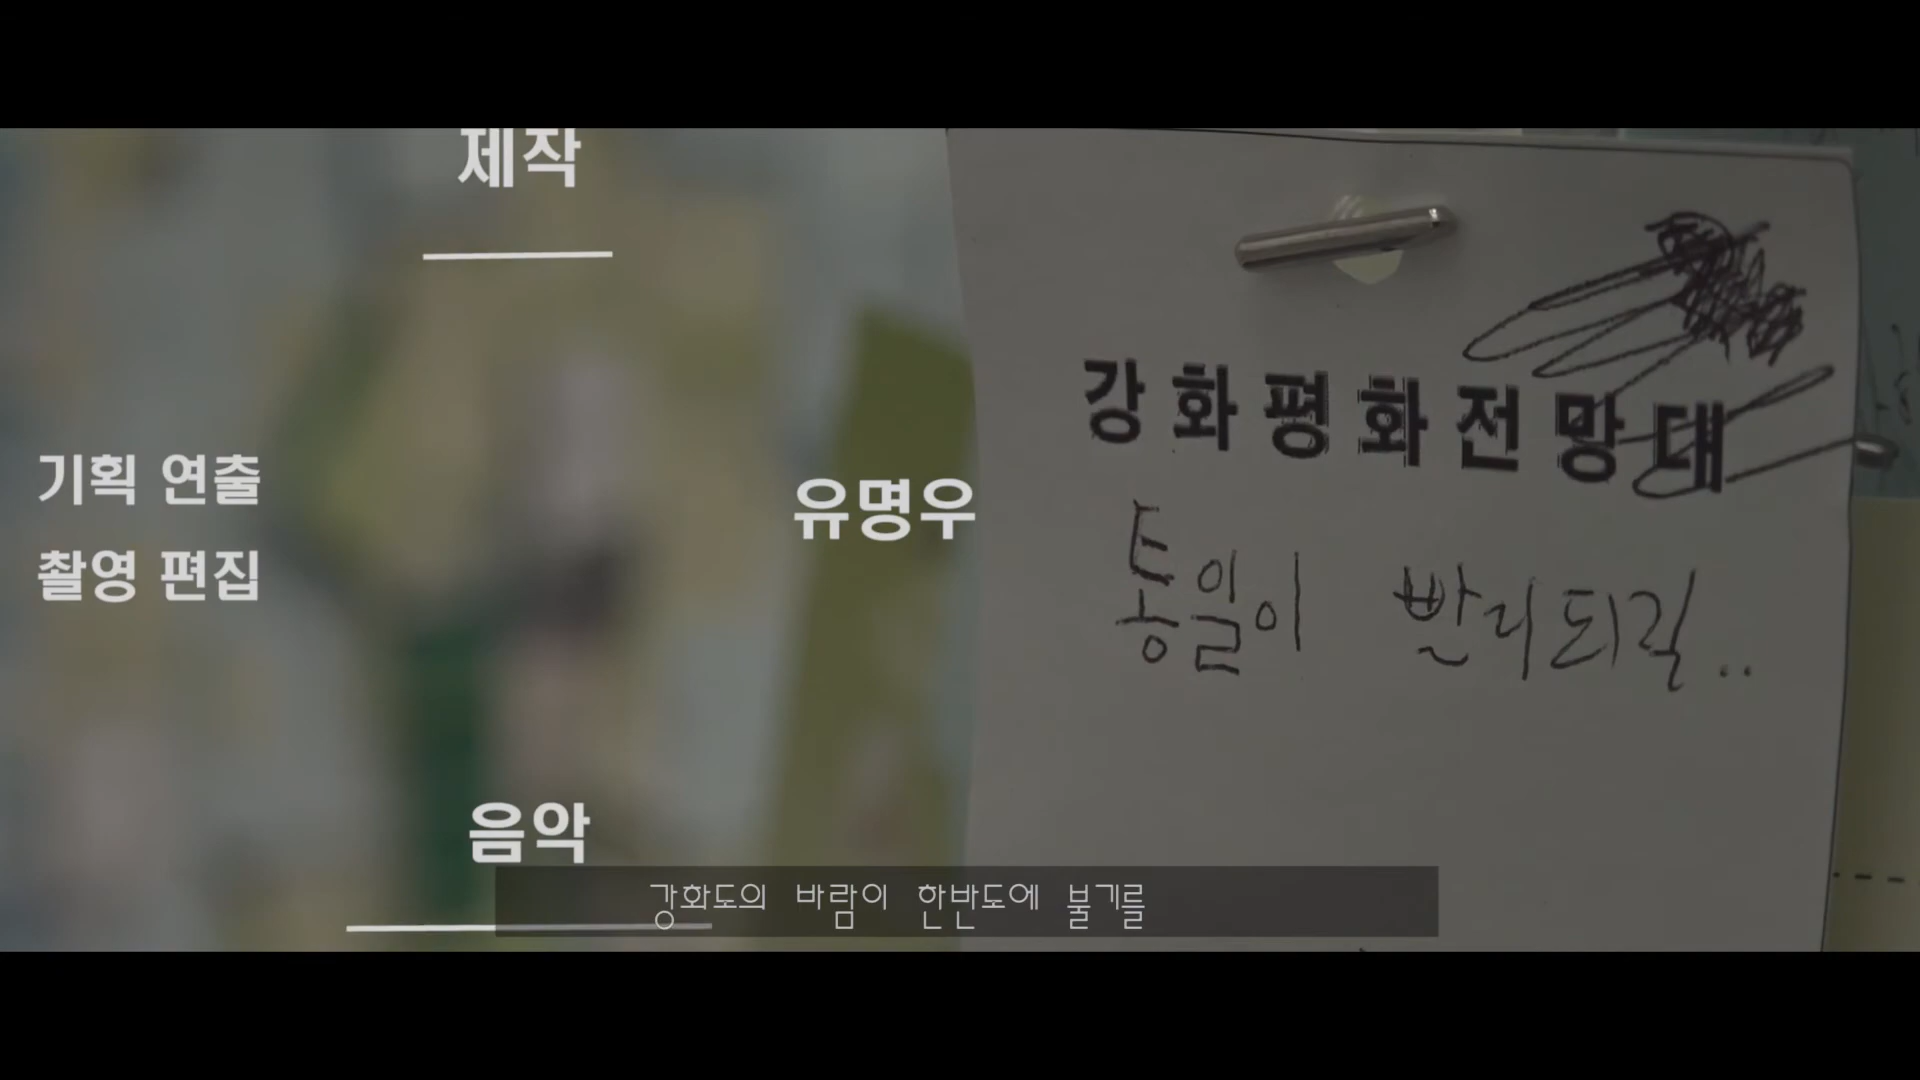 제작
기획 연출
촬영 편집
유명우
음악
강화평화전망대
통일이 빨리되길..
강화도의 바람이 한반도에 불기를